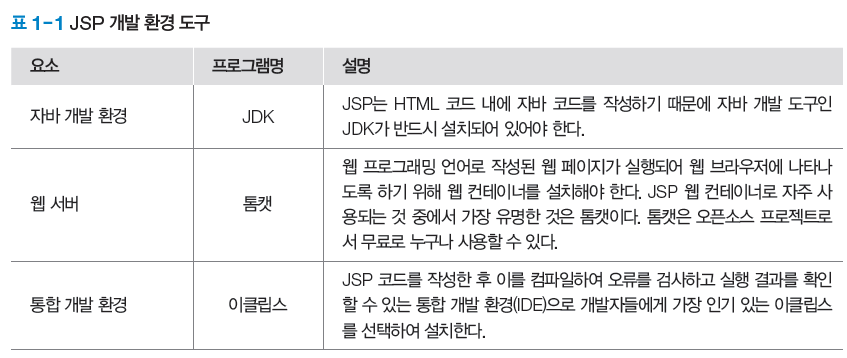 표 1-1 JSP 개발 환경 도구
요소 프로그램명 설명
자바 개발 환경 JDK
JSP는 HTML 코드 내에 자바 코드를 작성하기 때문에 자바 개발 도구인
JDK가 반드시 설치되어 있어야 한다.
웹 서버 톰캣
웹 프로그래밍 언어로 작성된 웹 페이지가 실행되어 웹 브라우저에 나타나
도록 하기 위해 웹 컨테이너를 설치해야 한다. JSP 웹 컨테이너로 자주 사
용되는 것 중에서 가장 유명한 것은 톰캣이다. 톰캣은 오픈소스 프로젝트로
서 무료로 누구나 사용할 수 있다.
통합 개발 환경 이클립스
JSP 코드를 작성한 후 이를 컴파일하여 오류를 검사하고 실행 결과를 확인
할 수 있는 통합 개발 환경(IDE)으로 개발자들에게 가장 인기 있는 이클립스
를 선택하여 설치한다.